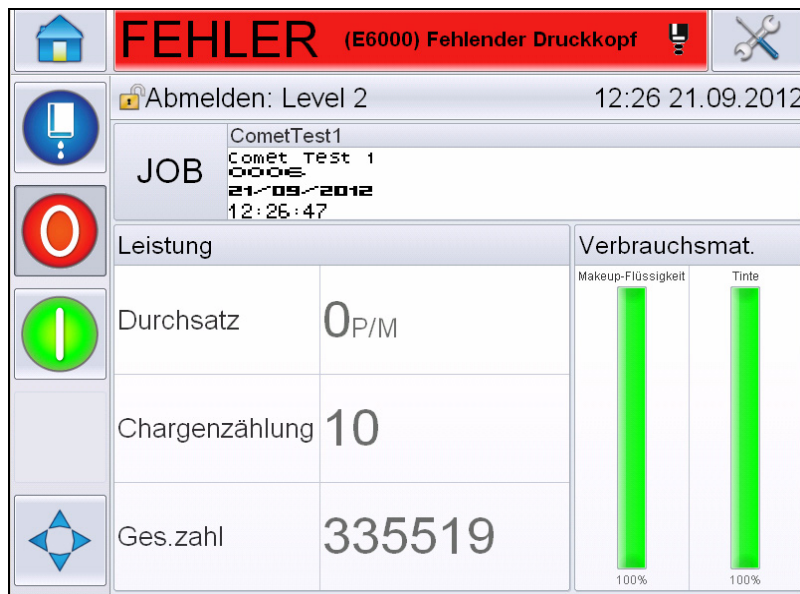 FEHLER (E6000) Fehlender Druckkopf
Abmelden: Level 2 12:26 21.09.2012
JOB
CometTest1
Comet Test 1
0006
21/09/2012
12:26:47
Leistung
Durchsatz 0P/M
Chargenzählung 10
Ges.zahl 335519
Verbrauchsmat.
Makeup-Flüssigkeit Tinte
100% 100%